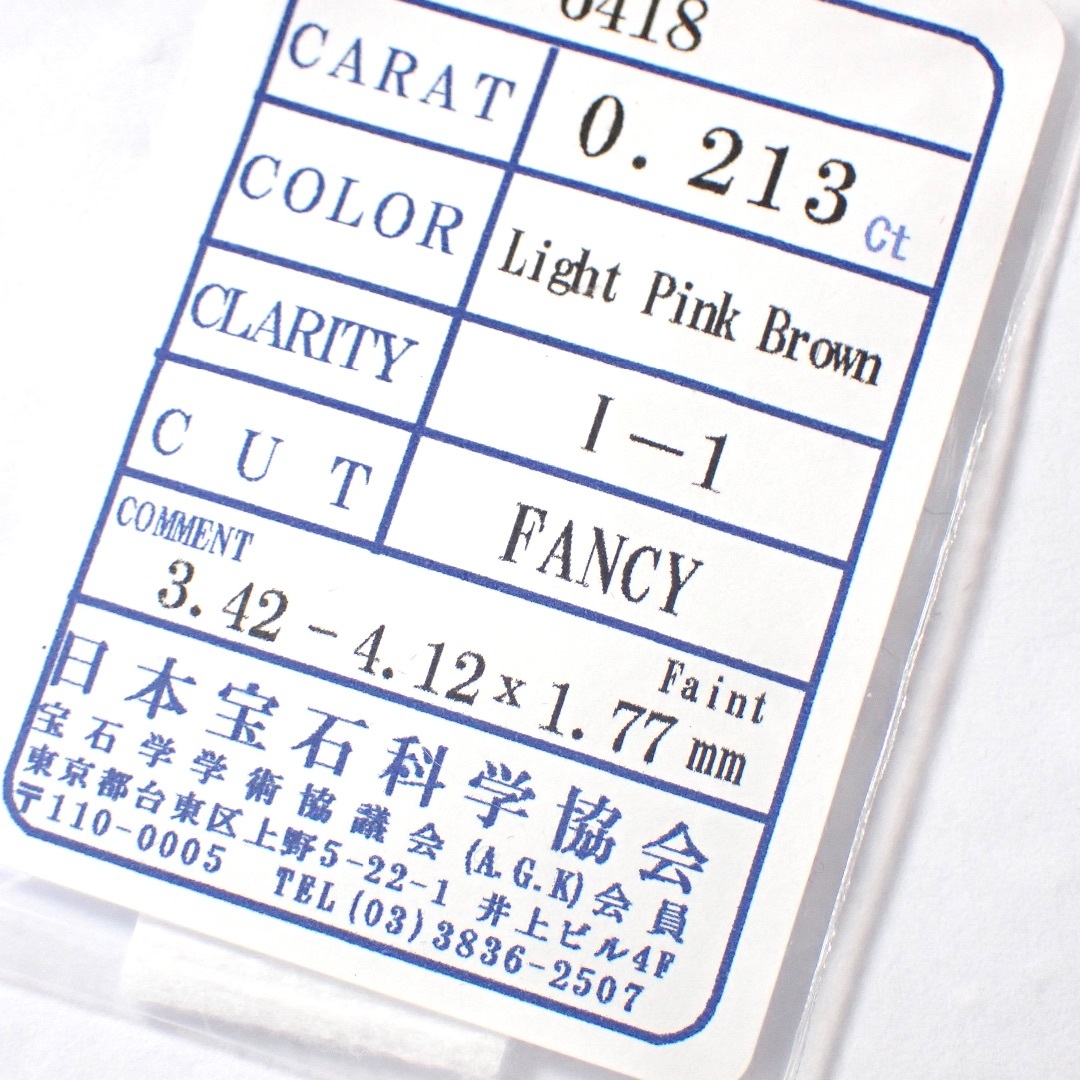 6418
CARAT 0.213 Ct
COLOR Light Pink Brown
CLARITY I-1
CUT FANCY
COMMENT
3.42-4.12x1.77mm
Faint
日本宝石科学協会
宝石学学術協議会(A.G.K)会員
東京都台東区上野5-22-1 井上ビル4F
〒110-0005 TEL(03)3836-2507